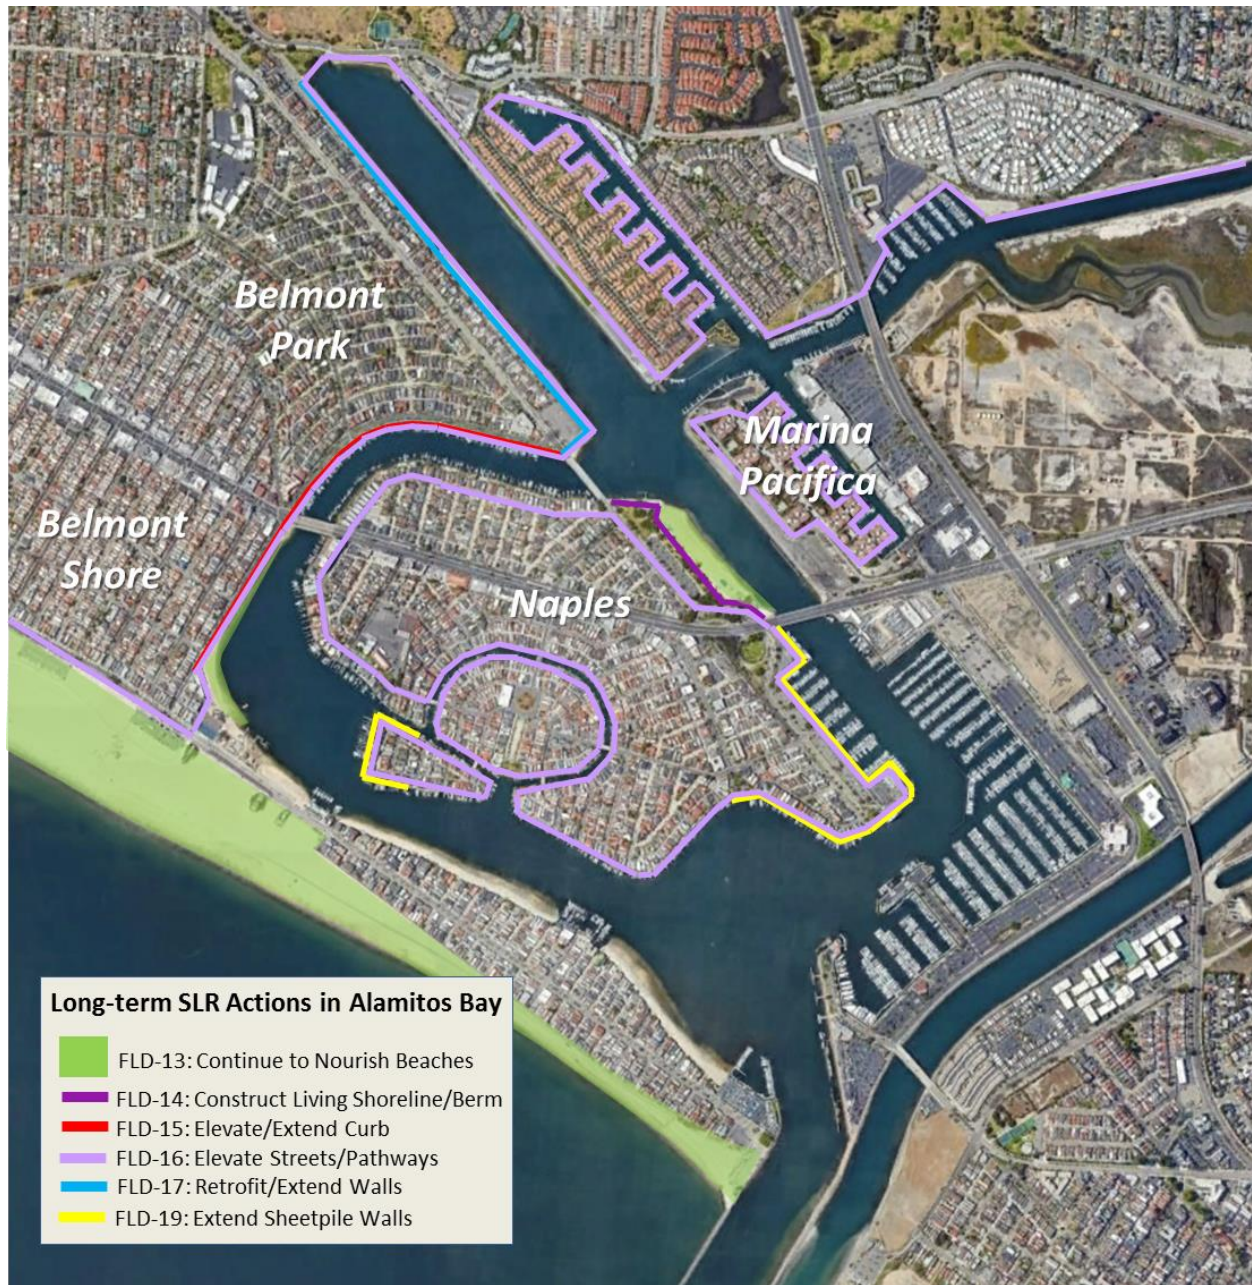 Belmont
Park
Marina
Pacifica
Belmont
Shore
Naples
Long-term SLR Actions in Alamitos Bay
FLD-13: Continue to Nourish Beaches
FLD-14: Construct Living Shoreline/Berm
FLD-15: Elevate/Extend Curb
FLD-16: Elevate Streets/Pathways
FLD-17: Retrofit/Extend Walls
FLD-19: Extend Sheetpile Walls